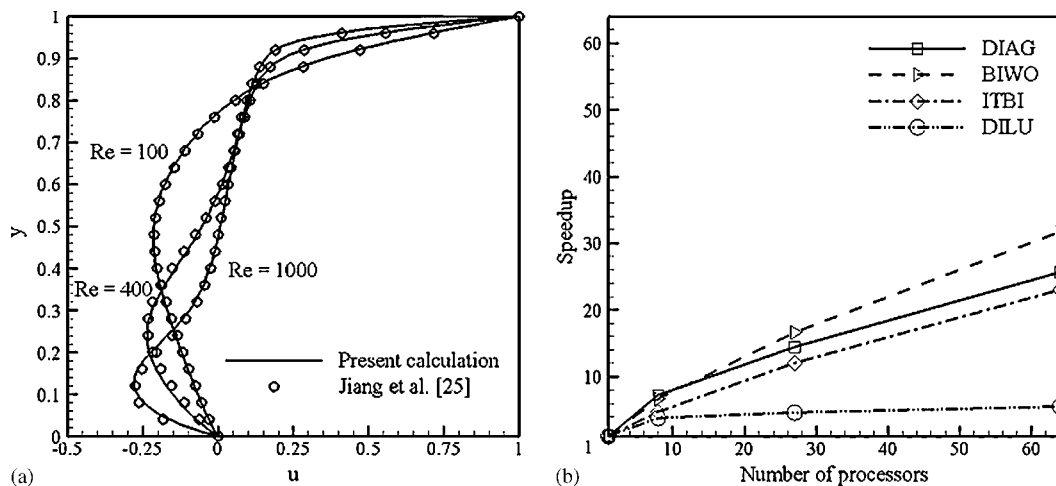 1
0.9
0.8
0.7
0.6
0.5
0.4
0.3
0.2
0.1
0
y
-0.5
-0.25
0
0.25
0.5
0.75
1
u
Re = 100
Re = 400
Re = 1000
Present calculation
Jiang et al. [25]
(a)
60
50
40
30
20
10
1
Speedup
1
10
20
30
40
50
60
Number of processors
DIAG
BIWO
ITBI
DILU
(b)